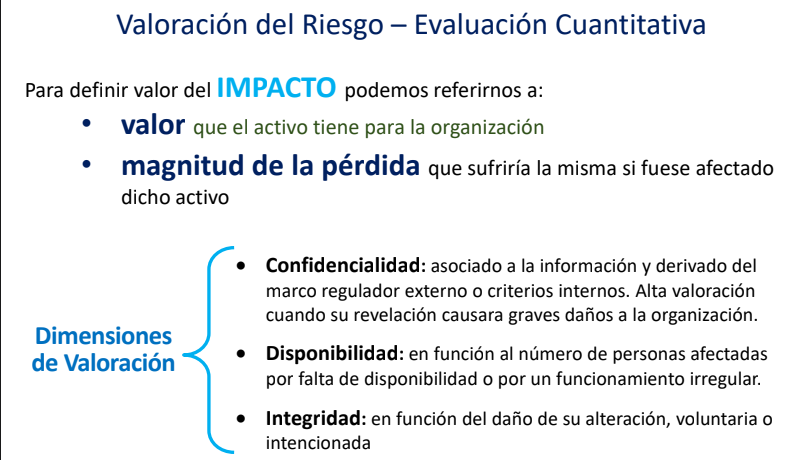 Valoración del Riesgo – Evaluación Cuantitativa
Para definir valor del IMPACTO podemos referirnos a:
• valor que el activo tiene para la organización
• magnitud de la pérdida que sufriría la misma si fuese afectado
dicho activo
Dimensiones
de Valoración
• Confidencialidad: asociado a la información y derivado del
marco regulador externo o criterios internos. Alta valoración
cuando su revelación causara graves daños a la organización.
• Disponibilidad: en función al número de personas afectadas
por falta de disponibilidad o por un funcionamiento irregular.
• Integridad: en función del daño de su alteración, voluntaria o
intencionada